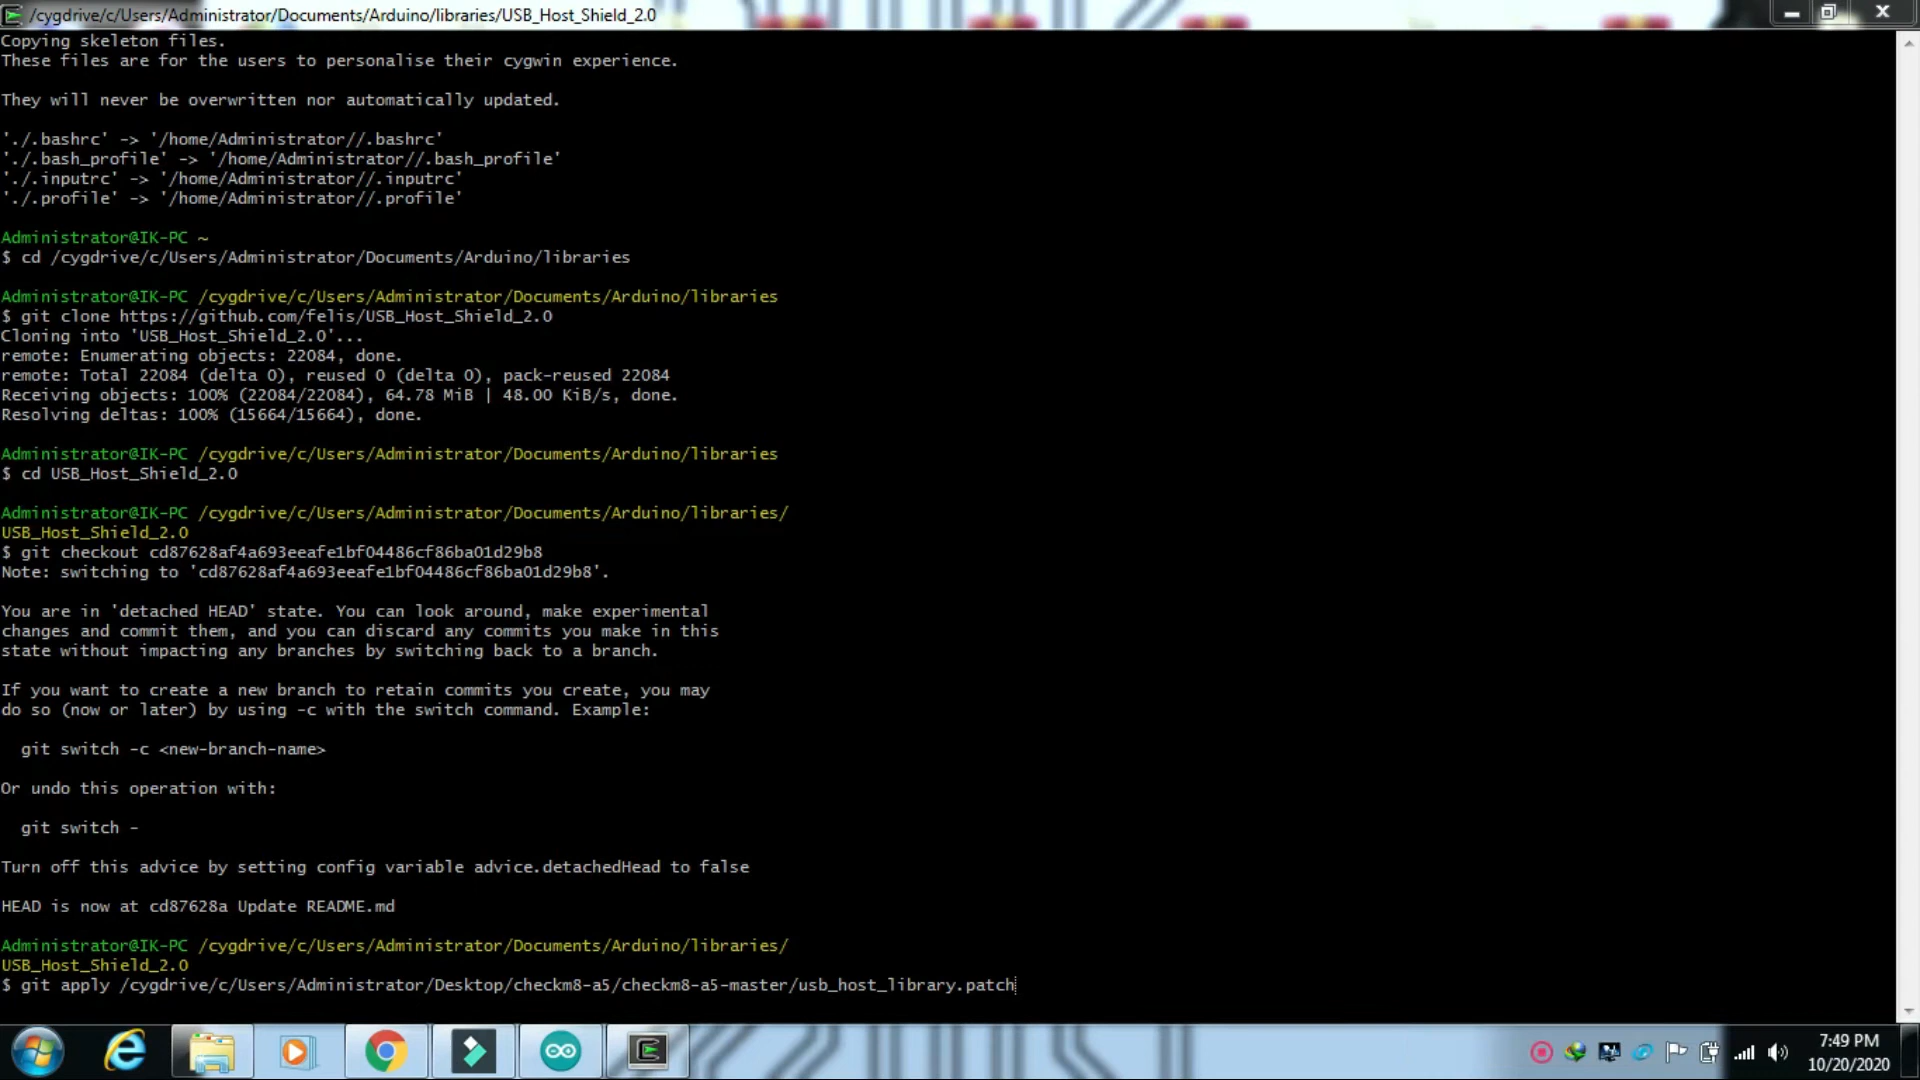 /cygdrive/c/Users/Administrator/Documents/Arduino/libraries/USB_Host_Shield_2.0
Copying skeleton files.
These files are for the users to personalise their cygwin experience.
They will never be overwritten nor automatically updated.
'./.bashrc' -> '/home/Administrator//.bashrc'
'./.bash_profile' -> '/home/Administrator//.bash_profile'
'./.inputrc' -> '/home/Administrator//.inputrc'
'./.profile' -> '/home/Administrator//.profile'
Administrator@IK-PC ~
$ cd /cygdrive/c/Users/Administrator/Documents/Arduino/libraries
Administrator@IK-PC /cygdrive/c/Users/Administrator/Documents/Arduino/libraries
$ git clone https://github.com/felis/USB_Host_Shield_2.0
Cloning into 'USB_Host_Shield_2.0'...
remote: Enumerating objects: 22084, done.
remote: Total 22084 (delta 0), reused 0 (delta 0), pack-reused 22084
Receiving objects: 100% (22084/22084), 64.78 MiB | 48.00 KiB/s, done.
Resolving deltas: 100% (15664/15664), done.
Administrator@IK-PC /cygdrive/c/Users/Administrator/Documents/Arduino/libraries
$ cd USB_Host_Shield_2.0
Administrator@IK-PC /cygdrive/c/Users/Administrator/Documents/Arduino/libraries/
USB_Host_Shield_2.0
$ git checkout cd87628af4a693eeafe1bf04486cf86ba01d29b8
Note: switching to 'cd87628af4a693eeafe1bf04486cf86ba01d29b8'.
You are in 'detached HEAD' state. You can look around, make experimental
changes and commit them, and you can discard any commits you make in this
state without impacting any branches by switching back to a branch.
If you want to create a new branch to retain commits you create, you may
do so (now or later) by using -c with the switch command. Example:
git switch -c <new-branch-name>
Or undo this operation with:
git switch -
Turn off this advice by setting config variable advice.detachedHead to false
HEAD is now at cd87628a Update README.md
Administrator@IK-PC /cygdrive/c/Users/Administrator/Documents/Arduino/libraries/
USB_Host_Shield_2.0
$ git apply /cygdrive/c/Users/Administrator/Desktop/checkm8-a5/checkm8-a5-master/usb_host_library.patch
7:49 PM
10/20/2020